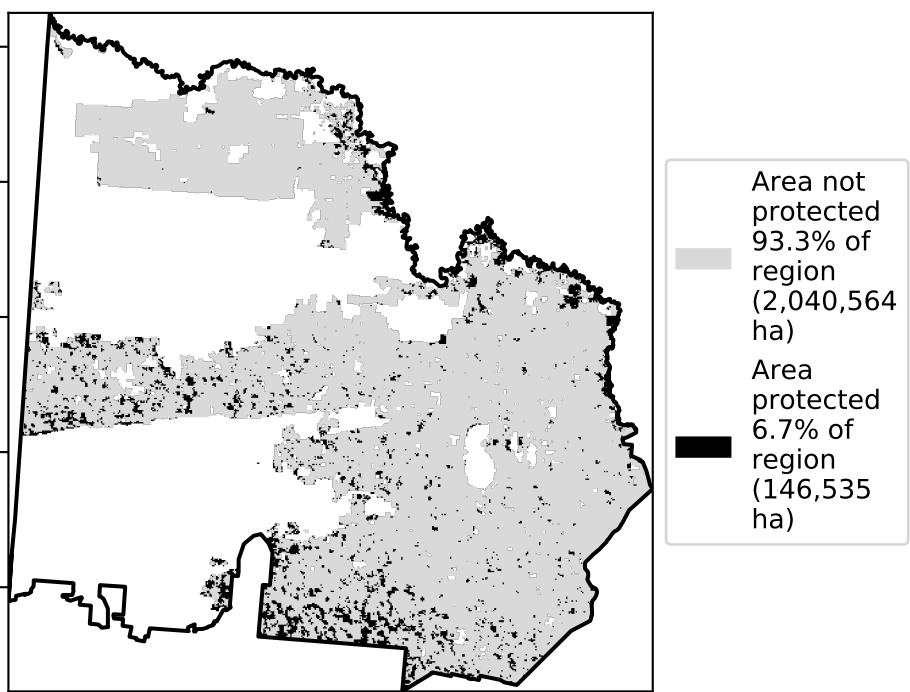 Area not
protected
93.3% of
region
(2,040,564
ha)
Area
protected
6.7% of
region
(146,535
ha)